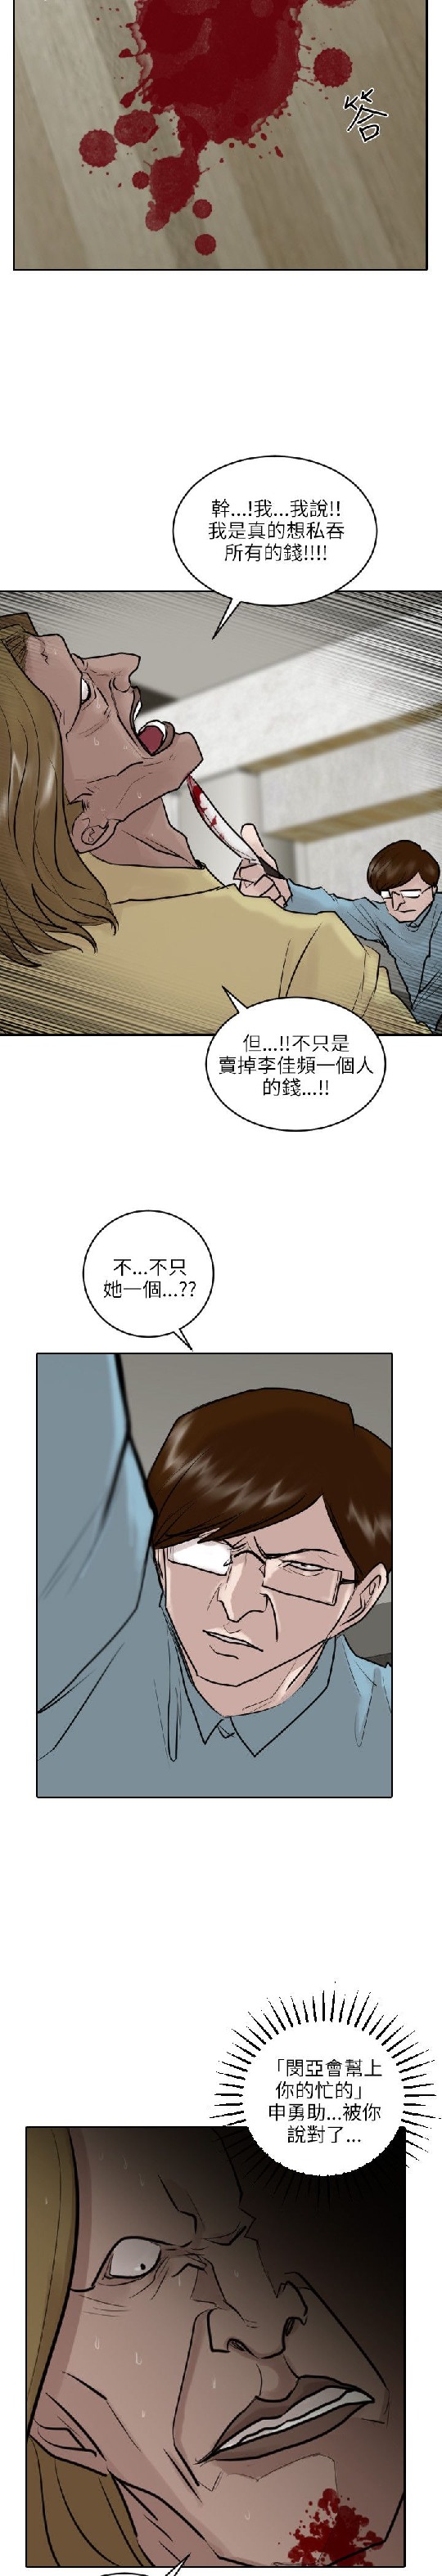 答
幹...!我...我說!!
我是真的想私吞
所有的錢!!!!
但...!!不只是
賣掉李佳頻一個人
的錢...!!
不...不只
她一個...??
「閔亞會幫上
你的忙的」
申勇助...被你
說對了...